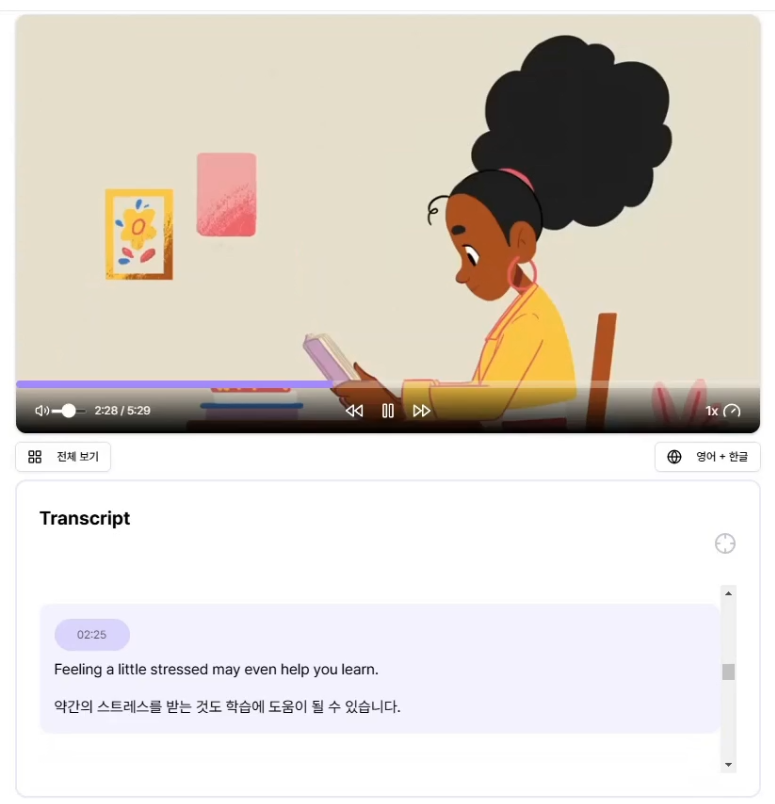 2:28 / 5:29
1x
전체 보기
영어 + 한글
Transcript
02:25
Feeling a little stressed may even help you learn.
약간의 스트레스를 받는 것도 학습에 도움이 될 수 있습니다.